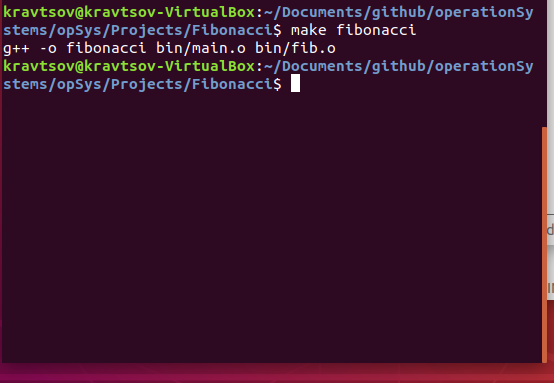 kravtsov@kravtsov-VirtualBox:~/Documents/github/operationSy
stems/opSys/Projects/Fibonacci$ make fibonacci
g++ -o fibonacci bin/main.o bin/fib.o
kravtsov@kravtsov-VirtualBox:~/Documents/github/operationSy
stems/opSys/Projects/Fibonacci$